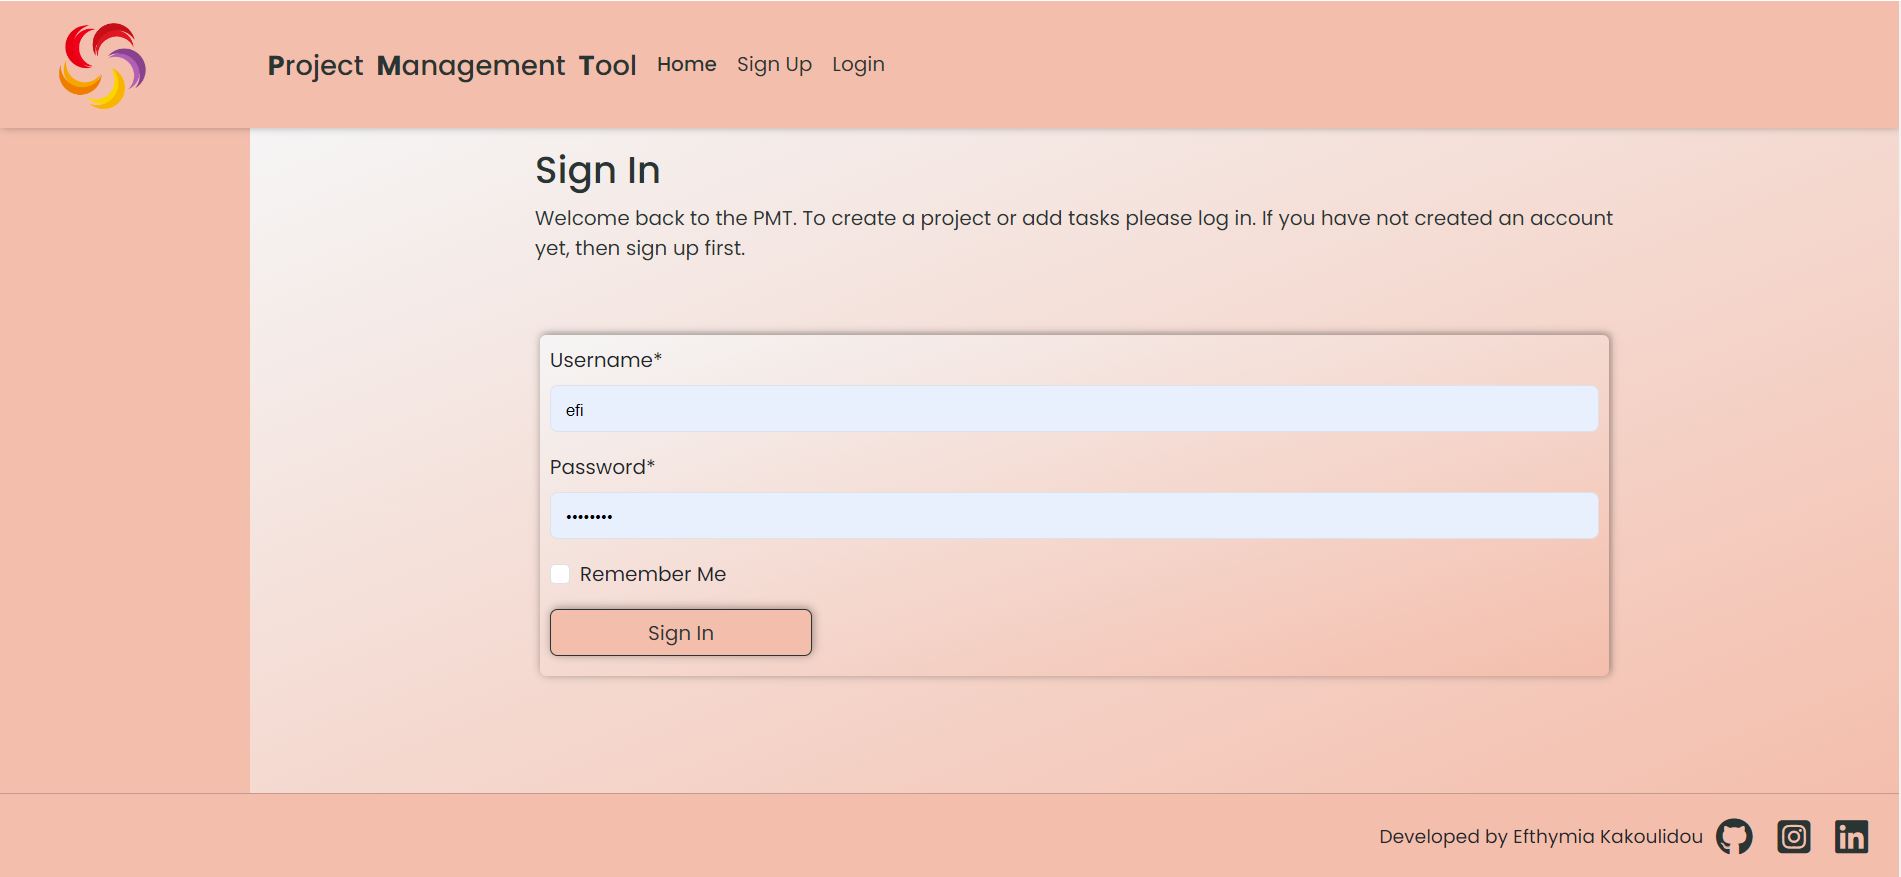 Project Management Tool Home Sign Up Login
Sign In
Welcome back to the PMT. To create a project or add tasks please log in. If you have not created an account
yet, then sign up first.
Username*
efi
Password*
••••••••
Remember Me
Sign In
Developed by Efthymia Kakoulidou